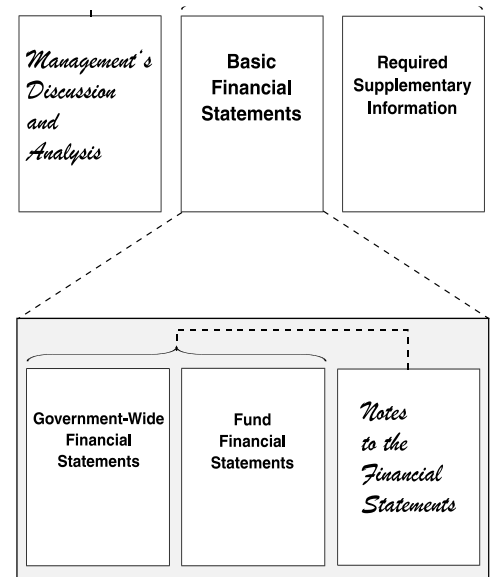 Management's
Discussion
and
Analysis
Basic
Financial
Statements
Required
Supplementary
Information
Government-Wide
Financial
Statements
Fund
Financial
Statements
Notes
to the
Financial
Statements